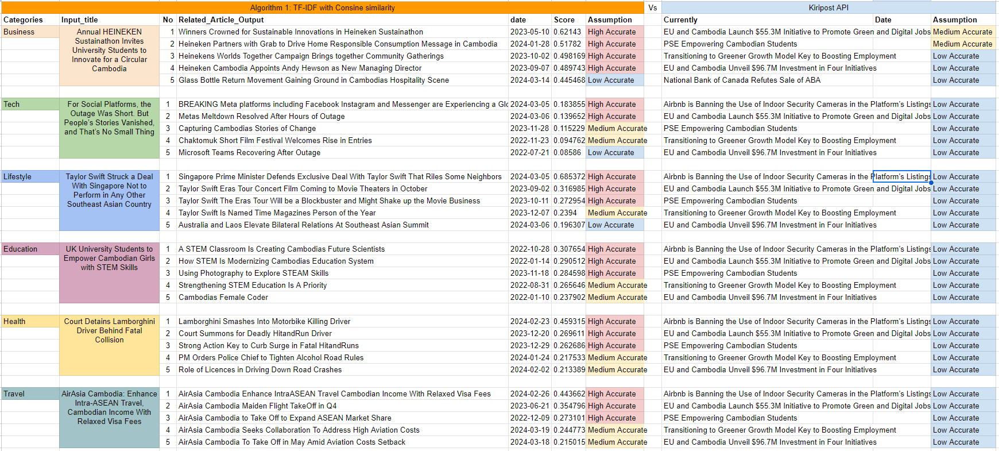 Algorithm 1: TF-IDF with Consine similarity Vs Kiripost API
Categories Input_title No Related_Article_Output date Score Assumption Currently Date Assumption
Business Annual HEINEKEN 1 Winners Crowned for Sustainable Innovations in Heineken Sustainathon 2023-05-10 0.62143 High Accurate EU and Cambodia Launch $55.3M Initiative to Promote Green and Digital Jobs Medium Accurate
Sustainathon Invites 2 Heineken Partners with Grab to Drive Home Responsible Consumption Message in Cambodia 2024-01-28 0.51782 High Accurate PSE Empowering Cambodian Students Medium Accurate
University Students to 3 Heinekens Worlds Together Campaign Brings together Community Gatherings 2023-10-02 0.498169 High Accurate Transitioning to Greener Growth Model Key to Boosting Employment Low Accurate
Innovate for a Circular 4 Heineken Cambodia Appoints Andy Hewson as New Managing Director 2023-09-07 0.489743 High Accurate EU and Cambodia Unveil $96.7M Investment in Four Initiatives Low Accurate
Cambodia 5 Glass Bottle Return Movement Gaining Ground in Cambodias Hospitality Scene 2024-03-14 0.445468 Low Accurate National Bank of Canada Refutes Sale of ABA Low Accurate
Tech For Social Platforms, the 1 BREAKING Meta platforms including Facebook Instagram and Messenger are Experiencing a Glo 2024-03-05 0.183855 High Accurate Airbnb is Banning the Use of Indoor Security Cameras in the Platform's Listings Low Accurate
Outage Was Short. But 2 Metas Meltdown Resolved After Hours of Outage 2024-03-06 0.139652 High Accurate EU and Cambodia Launch $55.3M Initiative to Promote Green and Digital Jobs Low Accurate
People's Stories Vanished, 3 Capturing Cambodias Stories of Change 2023-11-28 0.115229 Medium Accurate PSE Empowering Cambodian Students Low Accurate
and That's No Small Thing 4 Chaktomuk Short Film Festival Welcomes Rise in Entries 2022-11-23 0.094762 Medium Accurate Transitioning to Greener Growth Model Key to Boosting Employment Low Accurate
5 Microsoft Teams Recovering After Outage 2022-07-21 0.08586 Low Accurate EU and Cambodia Unveil $96.7M Investment in Four Initiatives Low Accurate
Lifestyle Taylor Swift Struck a Deal 1 Singapore Prime Minister Defends Exclusive Deal With Taylor Swift That Riles Some Neighbors 2024-03-05 0.685372 High Accurate Airbnb is Banning the Use of Indoor Security Cameras in the Platform's Listings Low Accurate
With Singapore Not to 2 Taylor Swift Eras Tour Concert Film Coming to Movie Theaters in October 2023-09-02 0.316985 High Accurate EU and Cambodia Launch $55.3M Initiative to Promote Green and Digital Jobs Low Accurate
Perform in Any Other 3 Taylor Swift The Eras Tour Will be a Blockbuster and Might Shake up the Movie Business 2023-10-11 0.272954 High Accurate PSE Empowering Cambodian Students Low Accurate
Southeast Asian Country 4 Taylor Swift Is Named Time Magazines Person of the Year 2023-12-07 0.2394 Medium Accurate Transitioning to Greener Growth Model Key to Boosting Employment Low Accurate
5 Australia and Laos Elevate Bilateral Relations At Southeast Asian Summit 2024-03-06 0.196307 Low Accurate EU and Cambodia Unveil $96.7M Investment in Four Initiatives Low Accurate
Education UK University Students to 1 A STEM Classroom Is Creating Cambodias Future Scientists 2022-10-28 0.307654 High Accurate Airbnb is Banning the Use of Indoor Security Cameras in the Platform's Listings Low Accurate
Empower Cambodian Girls 2 How STEM Is Modernizing Cambodias Education System 2022-01-14 0.290512 High Accurate EU and Cambodia Launch $55.3M Initiative to Promote Green and Digital Jobs Low Accurate
with STEM Skills 3 Using Photography to Explore STEAM Skills 2023-11-18 0.284598 High Accurate PSE Empowering Cambodian Students Low Accurate
4 Strengthening STEM Education Is A Priority 2022-08-31 0.265646 Medium Accurate Transitioning to Greener Growth Model Key to Boosting Employment Low Accurate
5 Cambodias Female Coder 2022-01-10 0.237902 Medium Accurate EU and Cambodia Unveil $96.7M Investment in Four Initiatives Low Accurate
Health Court Detains Lamborghini 1 Lamborghini Smashes Into Motorbike Killing Driver 2024-02-23 0.459315 High Accurate Airbnb is Banning the Use of Indoor Security Cameras in the Platform's Listings Low Accurate
Driver Behind Fatal 2 Court Summons for Deadly HitandRun Driver 2023-12-20 0.269611 High Accurate EU and Cambodia Launch $55.3M Initiative to Promote Green and Digital Jobs Low Accurate
Collision 3 Strong Action Key to Curb Surge in Fatal HitandRuns 2023-12-29 0.262686 High Accurate PSE Empowering Cambodian Students Low Accurate
4 PM Orders Police Chief to Tighten Alcohol Road Rules 2024-01-24 0.217533 Medium Accurate Transitioning to Greener Growth Model Key to Boosting Employment Low Accurate
5 Role of Licences in Driving Down Road Crashes 2024-02-02 0.213389 Medium Accurate EU and Cambodia Unveil $96.7M Investment in Four Initiatives Low Accurate
Travel AirAsia Cambodia: Enhance 1 AirAsia Cambodia Enhance IntraASEAN Travel Cambodian Income With Relaxed Visa Fees 2024-02-26 0.443662 High Accurate Airbnb is Banning the Use of Indoor Security Cameras in the Platform's Listings Low Accurate
Intra-ASEAN Travel, 2 AirAsia Cambodia Maiden Flight TakeOff in Q4 2023-06-21 0.354796 High Accurate EU and Cambodia Launch $55.3M Initiative to Promote Green and Digital Jobs Low Accurate
Cambodian Income With 3 AirAsia Cambodia to Take Off to Expand ASEAN Market Share 2022-12-09 0.273101 High Accurate PSE Empowering Cambodian Students Low Accurate
Relaxed Visa Fees 4 AirAsia Cambodia Seeks Collaboration To Address High Aviation Costs 2024-03-19 0.244773 Medium Accurate Transitioning to Greener Growth Model Key to Boosting Employment Low Accurate
5 AirAsia Cambodia To Take Off in May Amid Aviation Costs Setback 2024-03-18 0.215015 Medium Accurate EU and Cambodia Unveil $96.7M Investment in Four Initiatives Low Accurate